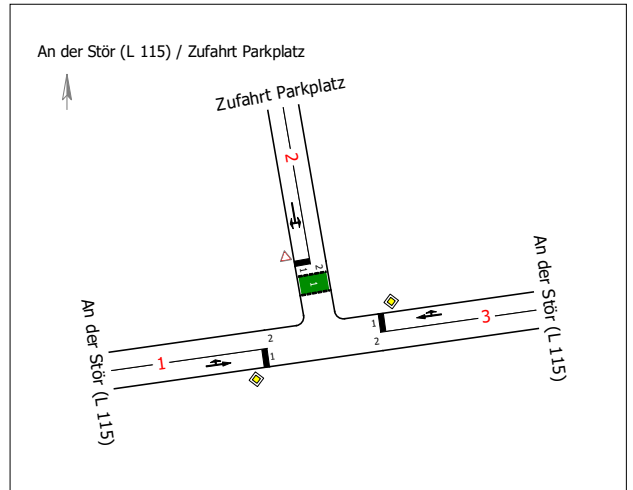 An der Stör (L 115) / Zufahrt Parkplatz
Zufahrt Parkplatz
2
1 2
1
An der Stör (L 115)
1
2
1
1
2
3
An der Stör (L 115)